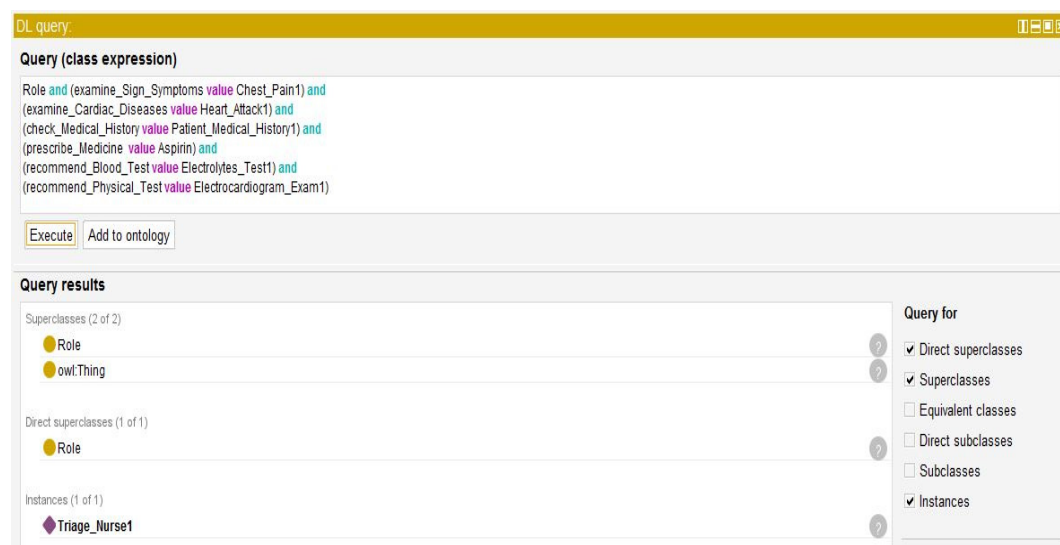 DL query:
Query (class expression)
Role and (examine_Sign_Symptoms value Chest_Pain1) and
(examine_Cardiac_Diseases value Heart_Attack1) and
(check_Medical_History value Patient_Medical_History1) and
(prescribe_Medicine value Aspirin) and
(recommend_Blood_Test value Electrolytes_Test1) and
(recommend_Physical_Test value Electrocardiogram_Exam1)
Execute Add to ontology
Query results
Superclasses (2 of 2)
Role ?
owl:Thing ?
Direct superclasses (1 of 1)
Role ?
Instances (1 of 1)
Triage_Nurse1 ?
Query for
Direct superclasses
Superclasses
Equivalent classes
Direct subclasses
Subclasses
Instances